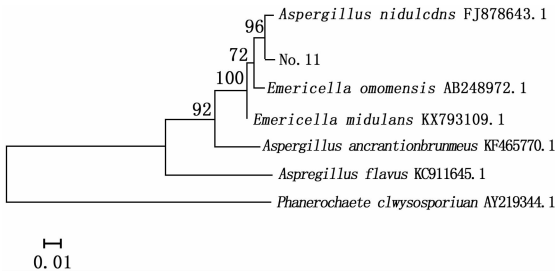 Aspergillus nidulcdns FJ878643.1
96
No.11
72
Emericella omomensis AB248972.1
100
Emericella midulans KX793109.1
92
Aspergillus ancrantionbrunmeus KF465770.1
Aspregillus flavus KC911645.1
Phanerochaete clwysosporiuan AY219344.1
0.01